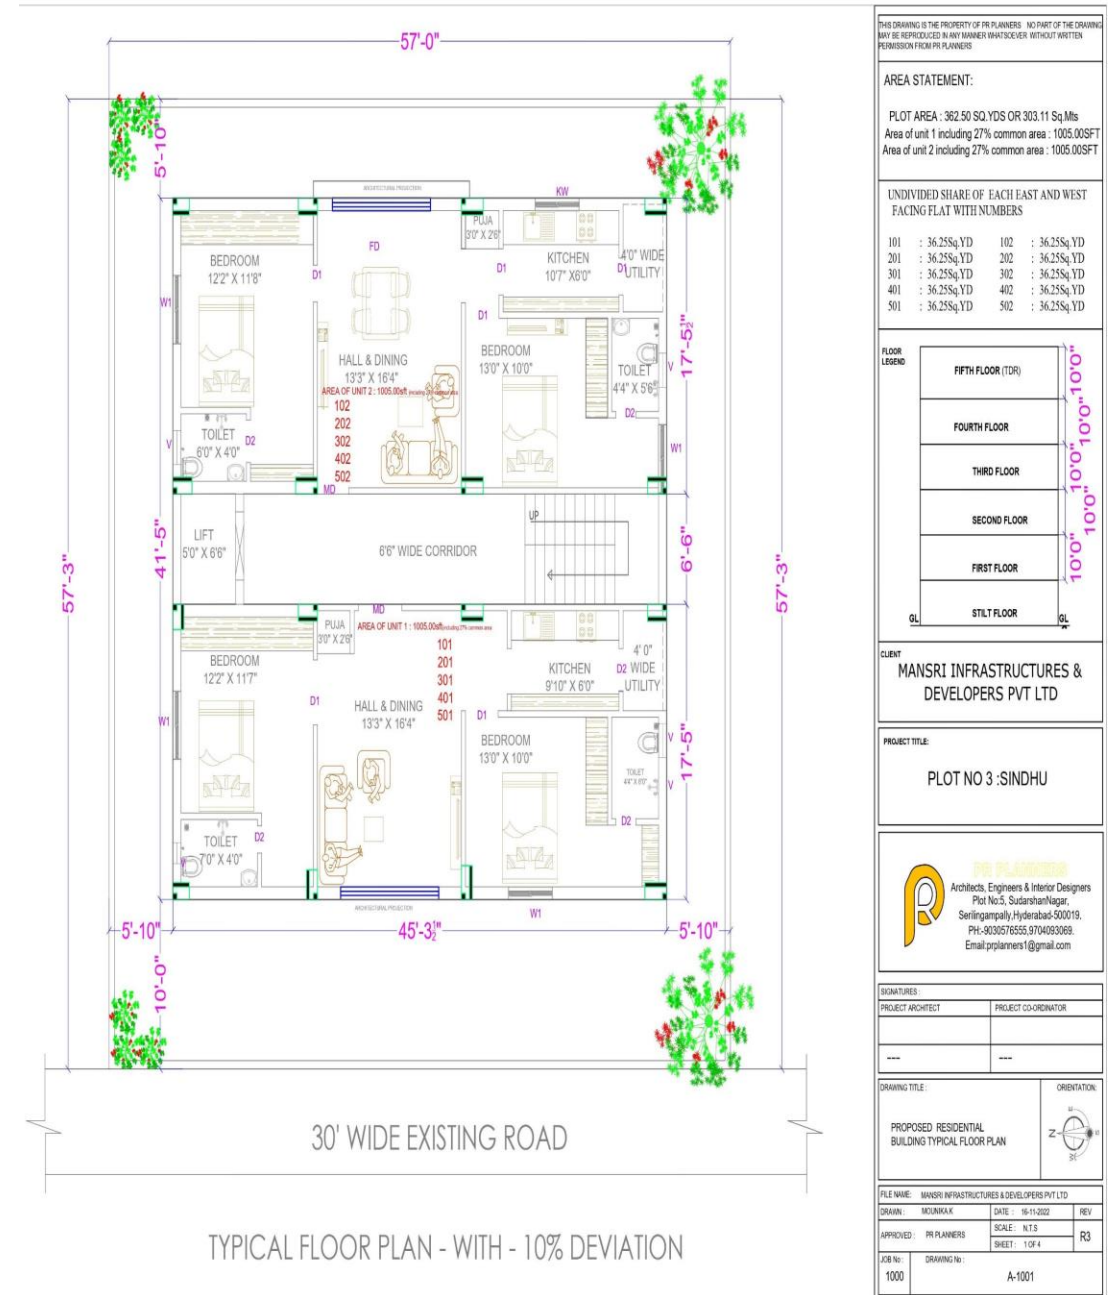 57'-0"
5'-10"
ARCHITECTURAL PROJECTION
KW
PUJA
3'0" X 2'6"
FD
BEDROOM
12'2" X 11'8"
D1
D1
KITCHEN
10'7" X6'0"
4'0" WIDE
UTILITY
D1
W1
D1
BEDROOM
13'0" X 10'0"
17'-5½"
HALL & DINING
13'3" X 16'4"
TOILET
4'4" X 5'6"
V
AREA OF UNIT 2 : 1005.00sft
102
202
302
402
502
D2
TOILET
6'0" X 4'0"
D2
V
W1
MD
57'-3"
41'-5"
LIFT
5'0" X 6'6"
6'6" WIDE CORRIDOR
UP
6'-6"
57'-3"
MD
PUJA
3'0" X 2'6"
AREA OF UNIT 1 : 1005.00sft including 27% common area
101
201
301
401
501
BEDROOM
12'2" X 11'7"
KITCHEN
9'10" X 6'0"
D2
4' 0"
WIDE
UTILITY
D1
W1
HALL & DINING
13'3" X 16'4"
D1
BEDROOM
13'0" X 10'0"
V
17'-5"
TOILET
V
D2
TOILET
7'0" X 4'0"
D2
V
ARCHITECTURAL PROJECTION
W1
5'-10"
45'-3½"
5'-10"
10'-0"
30' WIDE EXISTING ROAD
TYPICAL FLOOR PLAN - WITH - 10% DEVIATION
THIS DRAWING IS THE PROPERTY OF PR PLANNERS NO PART OF THE DRAWING
MAY BE REPRODUCED IN ANY MANNER WHATSOEVER WITHOUT WRITTEN
PERMISSION FROM PR PLANNERS
AREA STATEMENT:
PLOT AREA : 362.50 SQ.YDS OR 303.11 Sq.Mts
Area of unit 1 including 27% common area : 1005.00SFT
Area of unit 2 including 27% common area : 1005.00SFT
UNDIVIDED SHARE OF EACH EAST AND WEST
FACING FLAT WITH NUMBERS
101 : 36.25Sq.YD 102 : 36.25Sq.YD
201 : 36.25Sq.YD 202 : 36.25Sq.YD
301 : 36.25Sq.YD 302 : 36.25Sq.YD
401 : 36.25Sq.YD 402 : 36.25Sq.YD
501 : 36.25Sq.YD 502 : 36.25Sq.YD
FLOOR
LEGEND
FIFTH FLOOR (TDR)
10'0"
FOURTH FLOOR
10'0"
THIRD FLOOR
10'0"
SECOND FLOOR
10'0"
FIRST FLOOR
10'0"
STILT FLOOR
GL
GL
CLIENT
MANSRI INFRASTRUCTURES &
DEVELOPERS PVT LTD
PROJECT TITLE:
PLOT NO 3 :SINDHU
PR PLANNERS
Architects, Engineers & Interior Designers
Plot No:5, SudarshanNagar,
Serilingampally,Hyderabad-500019.
PH:-9030576555,9704093069.
Email:prplanners1@gmail.com
SIGNATURES :
PROJECT ARCHITECT PROJECT CO-ORDINATOR
--- ---
DRAWING TITLE :
ORIENTATION:
PROPOSED RESIDENTIAL
BUILDING TYPICAL FLOOR PLAN
N
E
S
W
FILE NAME: MANSRI INFRASTRUCTURES & DEVELOPERS PVT LTD
DRAWN : MOUNIKA.K DATE : 16-11-2022 REV
APPROVED : PR PLANNERS SCALE : N.T.S R3
SHEET : 1 OF 4
JOB No : DRAWING No :
1000 A-1001